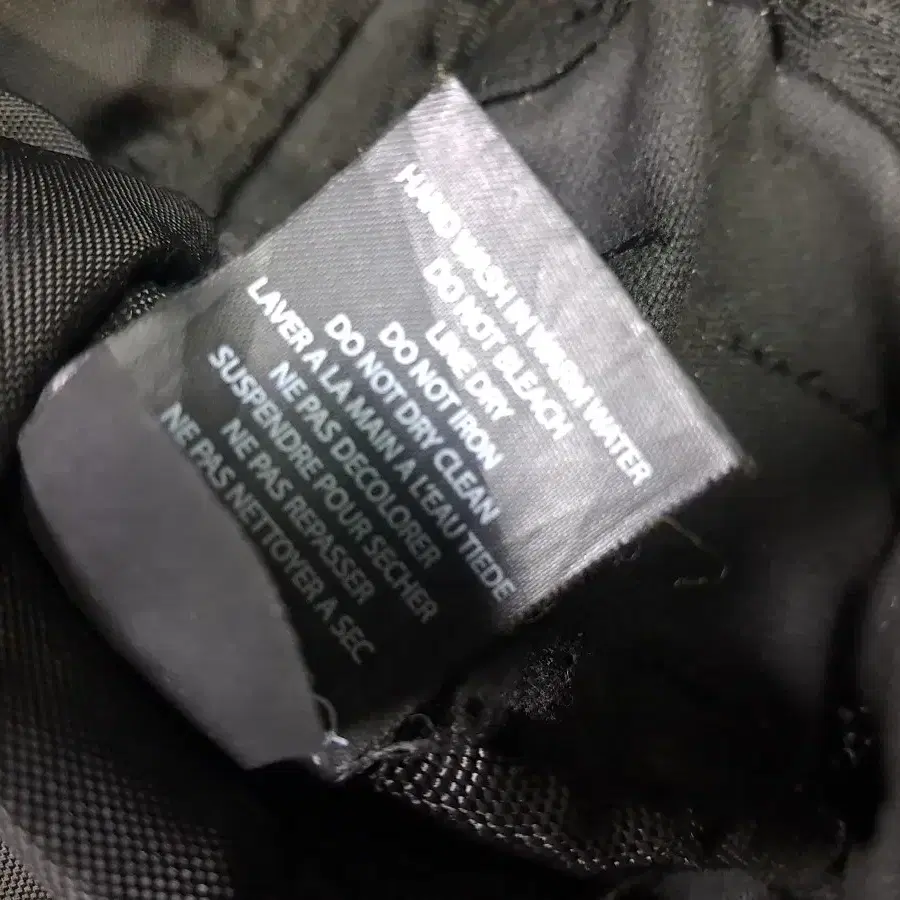 HAND WASH IN WARM WATER
DO NOT BLEACH
LINE DRY
DO NOT IRON
DO NOT DRY CLEAN
LAVER A LA MAIN A L'EAU TIEDE
NE PAS DECOLORER
SUSPENDRE POUR SECHER
NE PAS REPASSER
NE PAS NETTOYER A SEC